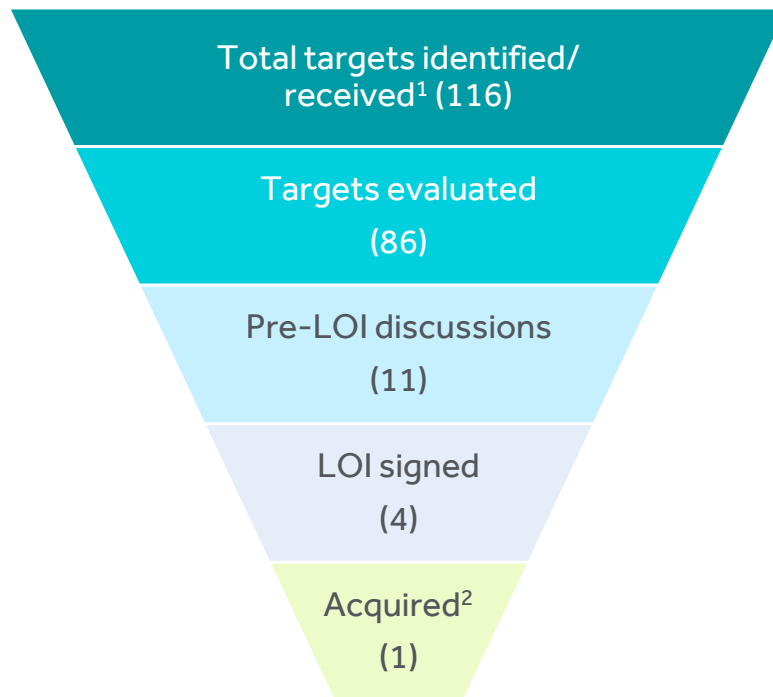 Total targets identified/
received¹ (116)
Targets evaluated
(86)
Pre-LOI discussions
(11)
LOI signed
(4)
Acquired²
(1)